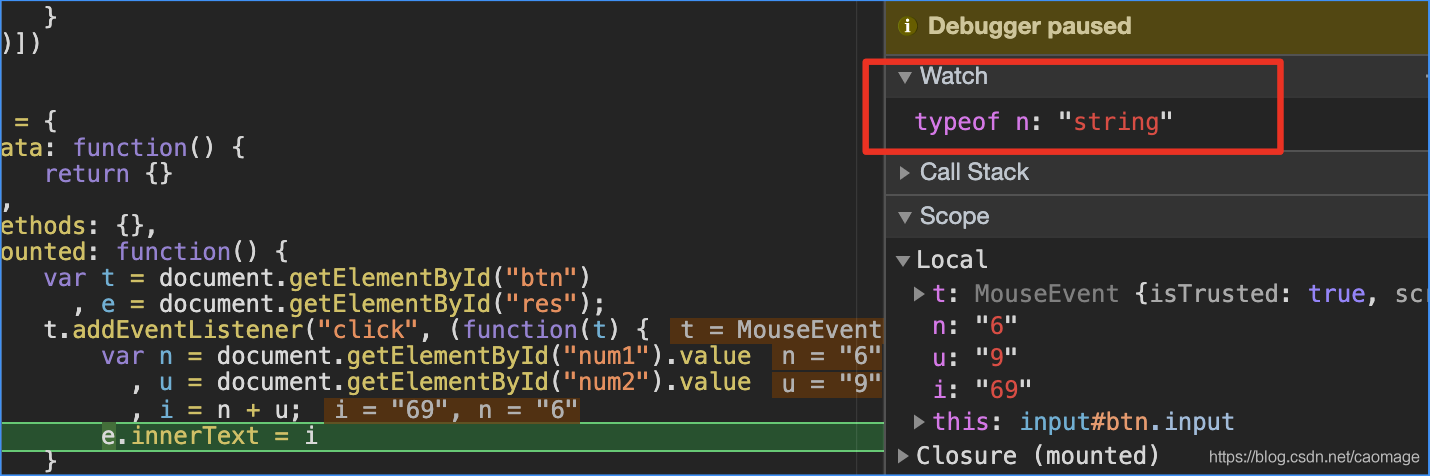 }
)])
= {
ata: function() {
return {}
,
ethods: {},
ounted: function() {
var t = document.getElementById("btn")
, e = document.getElementById("res");
t.addEventListener("click", (function(t) { t = MouseEvent
var n = document.getElementById("num1").value n = "6"
, u = document.getElementById("num2").value u = "9"
, i = n + u; i = "69", n = "6"
e.innerText = i
}
i Debugger paused
Watch
typeof n: "string"
Call Stack
Scope
Local
t: MouseEvent {isTrusted: true, scr
n: "6"
u: "9"
i: "69"
this: input#btn.input
Closure (mounted)
https://blog.csdn.net/caomage